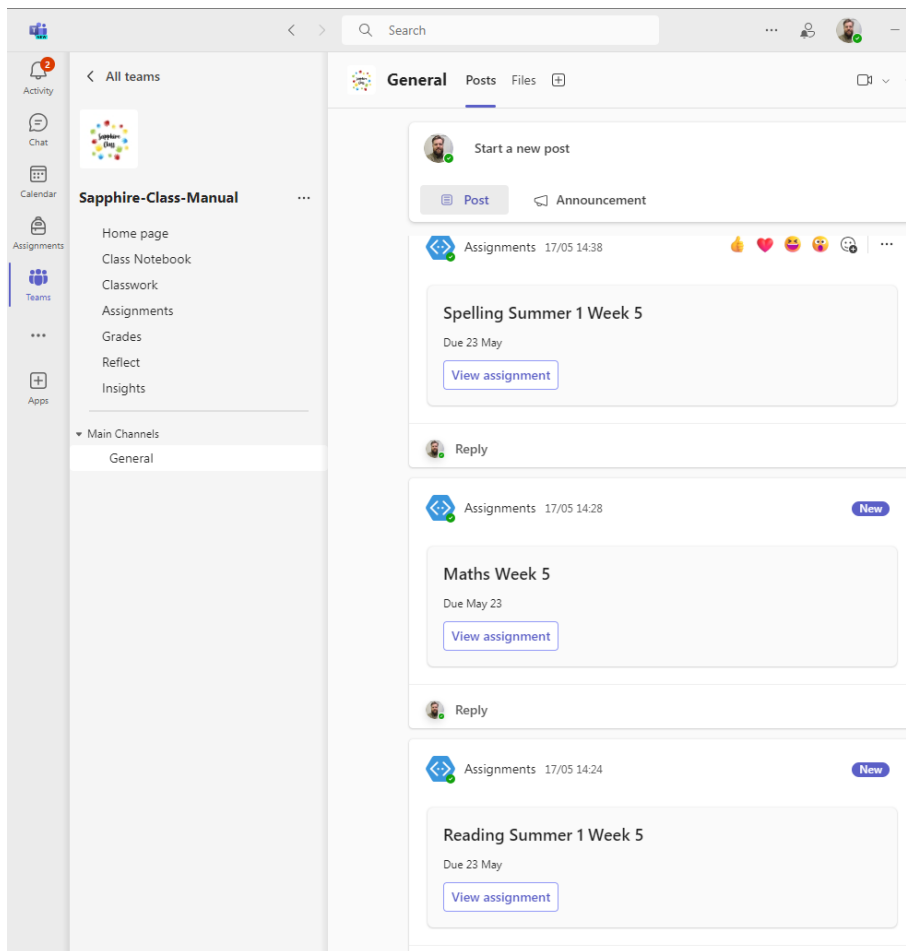 Search
2
Activity
Chat
Calendar
Assignments
Teams
Apps
All teams
Sapphire Class
Sapphire-Class-Manual
Home page
Class Notebook
Classwork
Assignments
Grades
Reflect
Insights
Main Channels
General
General Posts Files
Start a new post
Post Announcement
Assignments 17/05 14:38
Spelling Summer 1 Week 5
Due 23 May
View assignment
Reply
Assignments 17/05 14:28 New
Maths Week 5
Due May 23
View assignment
Reply
Assignments 17/05 14:24 New
Reading Summer 1 Week 5
Due 23 May
View assignment